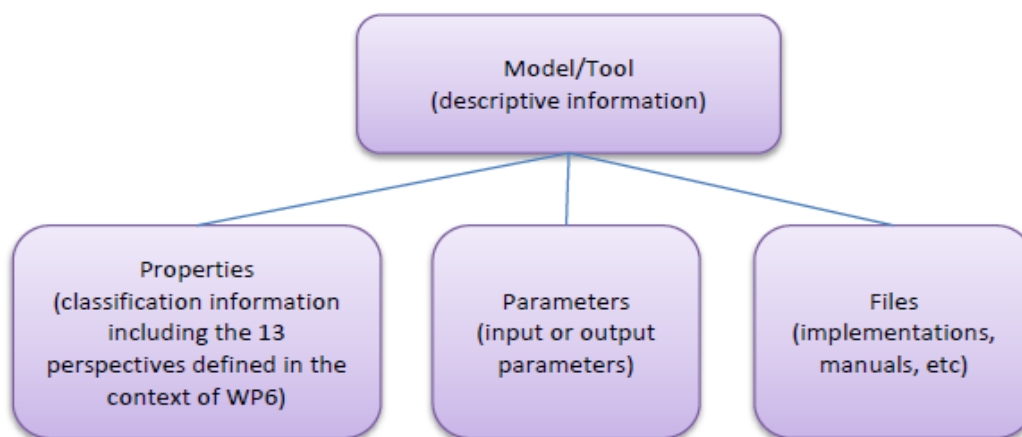 Model/Tool
(descriptive information)
Properties
(classification information
including the 13
perspectives defined in the
context of WP6)
Parameters
(input or output
parameters)
Files
(implementations,
manuals, etc)